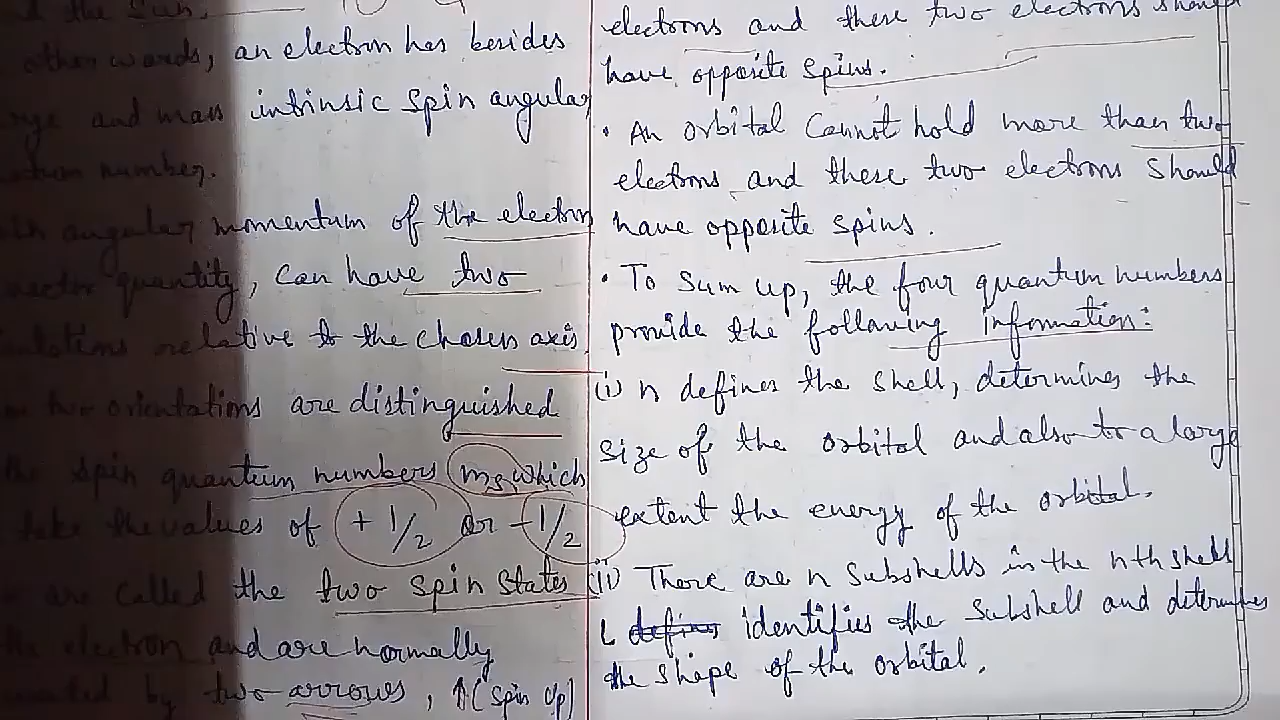 the Sun.
other words, an electron has besides
and mass intrinsic spin angular
number.
angular momentum of the electron
vector quantity, can have two
relative to the chosen axis
two orientations are distinguished
the spin quantum numbers ms which
take the values of + 1/2 or - 1/2
are called the two spin states
the electron and are normally
by two arrows, ↑(spin up)
electrons and these two electrons should
have opposite spins.
• An orbital cannot hold more than two
electrons and these two electrons should
have opposite spins.
• To sum up, the four quantum numbers
provide the following information:
(i) n defines the shell, determines the
size of the orbital and also to a large
extent the energy of the orbital.
(ii) There are n subshells in the nth shell
l identifies the subshell and determines
the shape of the orbital.